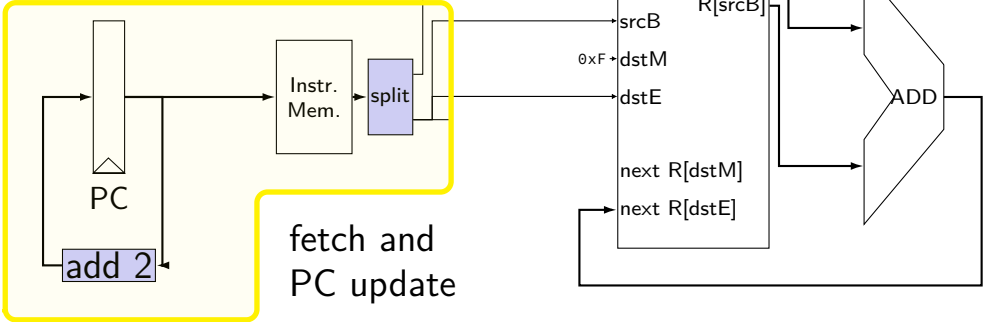 R[srcB]
srcB
0xF
dstM
dstE
Instr.
Mem.
split
ADD
PC
next R[dstM]
next R[dstE]
add 2
fetch and
PC update